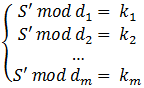 S′ mod d₁ = k₁
S′ mod d₂ = k₂
...
S′ mod dₘ = kₘ